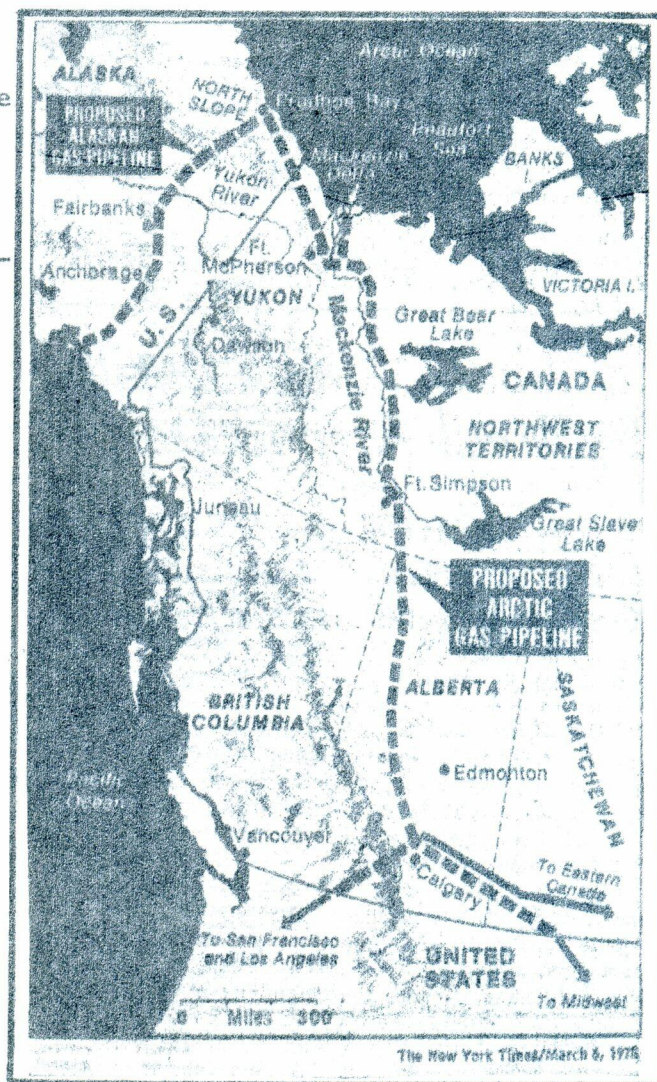 Arctic Ocean
ALASKA
NORTH
SLOPE
Prudhoe Bay
PROPOSED
ALASKAN
GAS PIPELINE
Mackenzie
Delta
Beaufort
Sea
BANKS
I.
Yukon
River
Fairbanks
Ft.
McPherson
Anchorage
U.S.
YUKON
VICTORIA I.
Great Bear
Lake
Dawson
Mackenzie River
CANADA
NORTHWEST
TERRITORIES
Ft. Simpson
Juneau
Great Slave
Lake
PROPOSED
ARCTIC
GAS PIPELINE
ALBERTA
SASKATCHEWAN
BRITISH
COLUMBIA
Pacific
Ocean
Edmonton
Vancouver
Calgary
To Eastern
Canada
To San Francisco
and Los Angeles
UNITED
STATES
To Midwest
0 Miles 300
The New York Times/March 6,